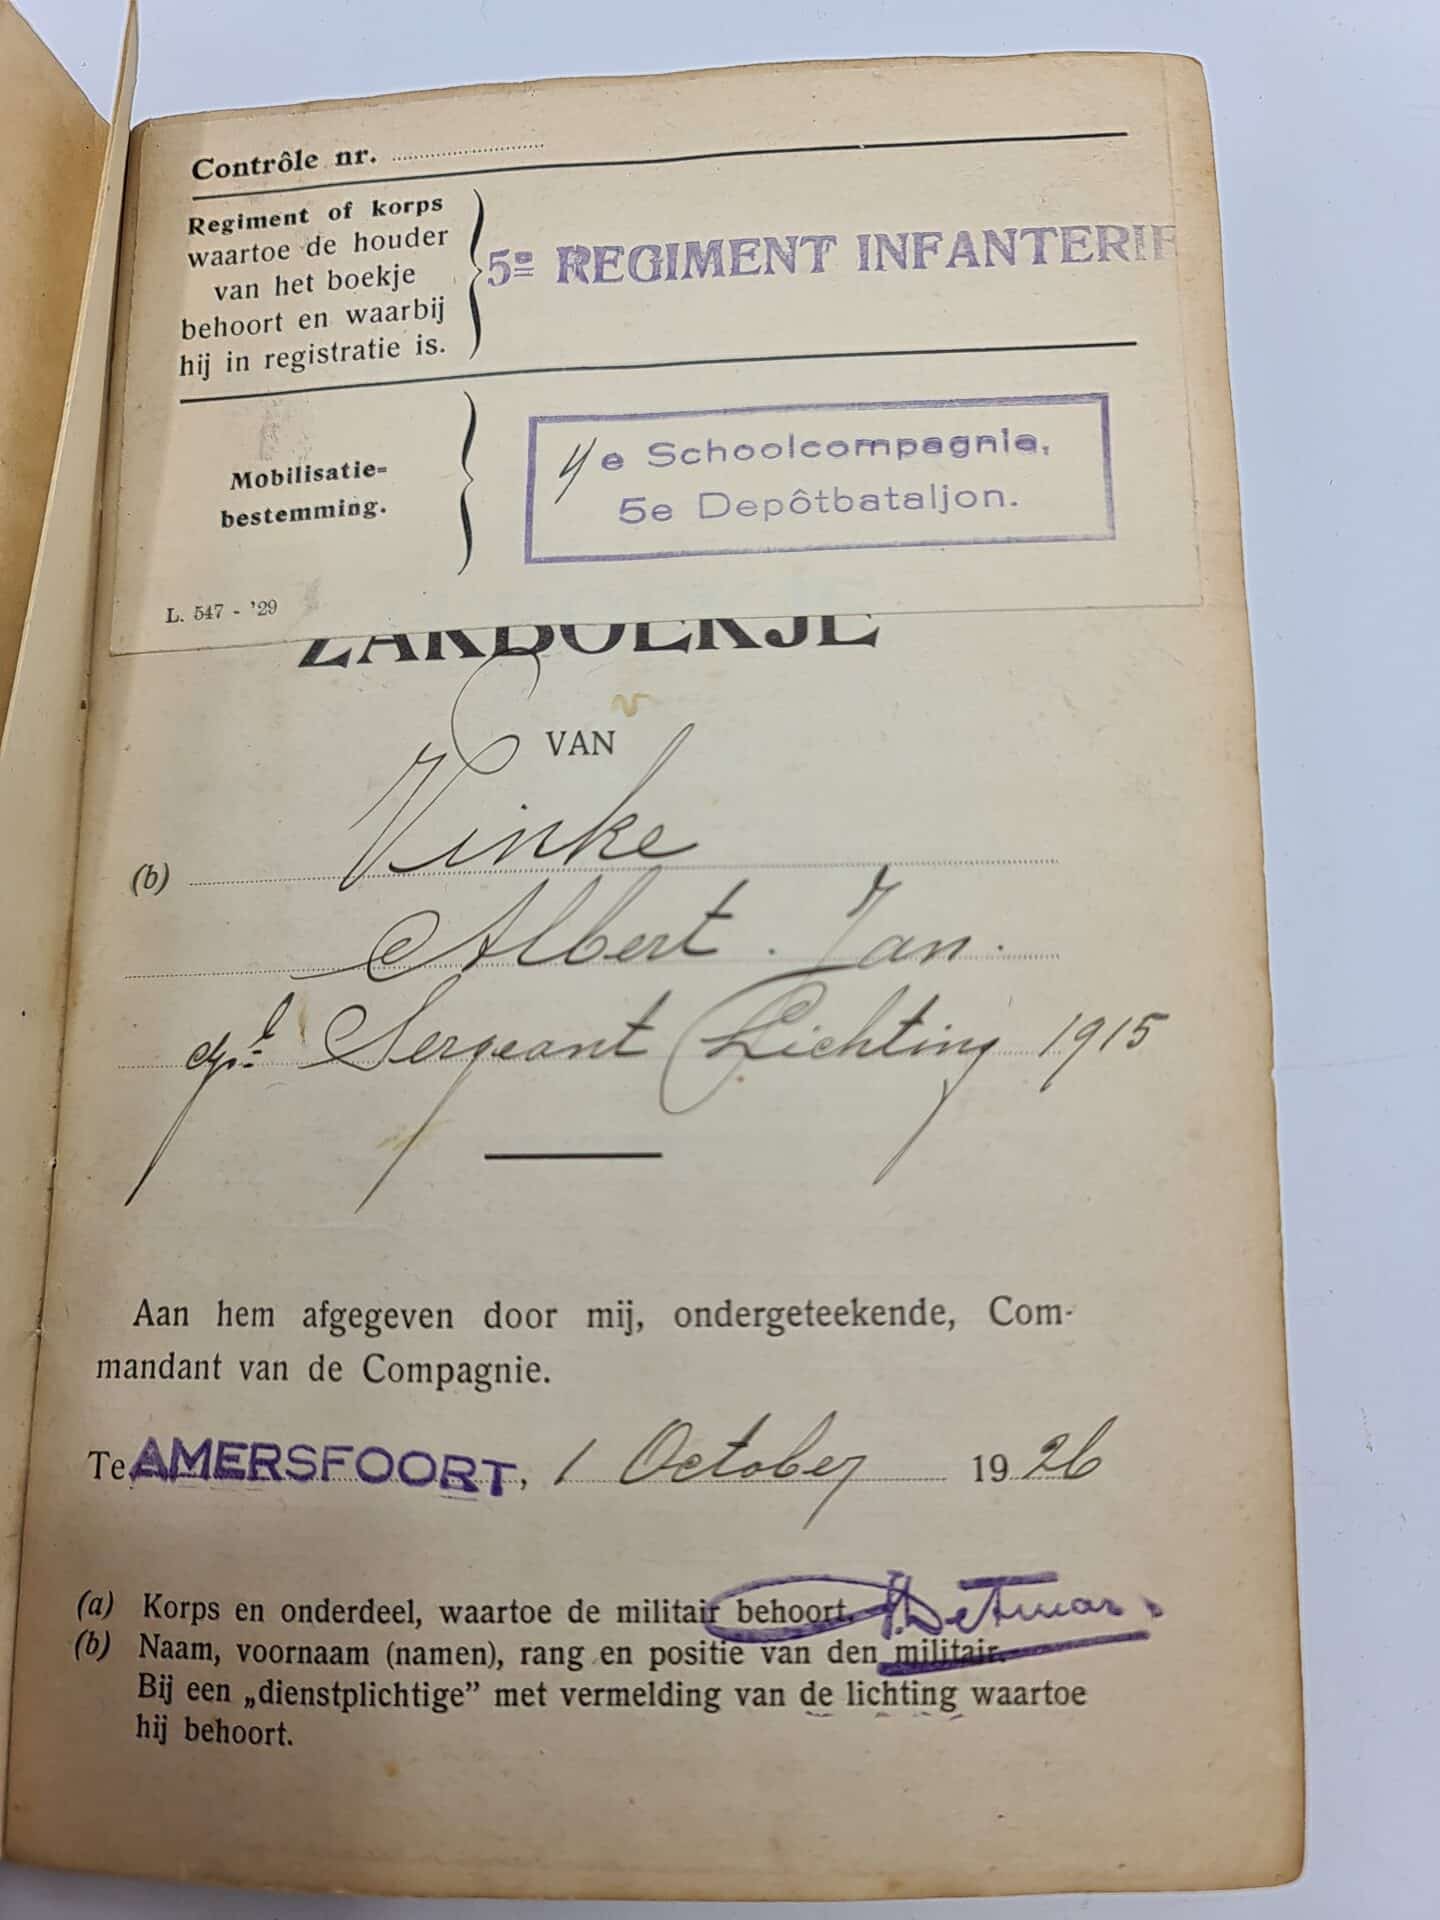 Contrôle nr.
Regiment of korps
waartoe de houder
van het boekje
behoort en waarbij
hij in registratie is.
5e REGIMENT INFANTERIE
Mobilisatie=
bestemming.
4e Schoolcompagnie,
5e Depôtbataljon.
L. 547 - '29
ZAKBOEKJE
VAN
(b) Vinke
Albert Jan.
dpl. Sergeant Lichting 1915
Aan hem afgegeven door mij, ondergeteekende, Com-
mandant van de Compagnie.
Te AMERSFOORT, 1 October 1926
(a) Korps en onderdeel, waartoe de militair behoort.
(b) Naam, voornaam (namen), rang en positie van den militair.
Bij een „dienstplichtige” met vermelding van de lichting waartoe
hij behoort.